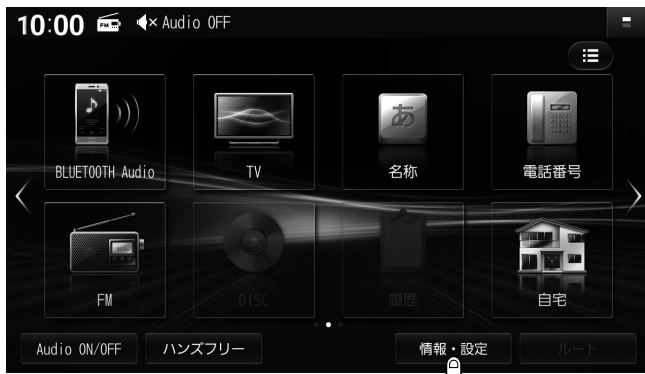 10:00 FM Audio OFF
BLUETOOTH Audio
TV
名称
電話番号
FM
DISC
履歴
自宅
Audio ON/OFF
ハンズフリー
情報・設定
ルート
あ